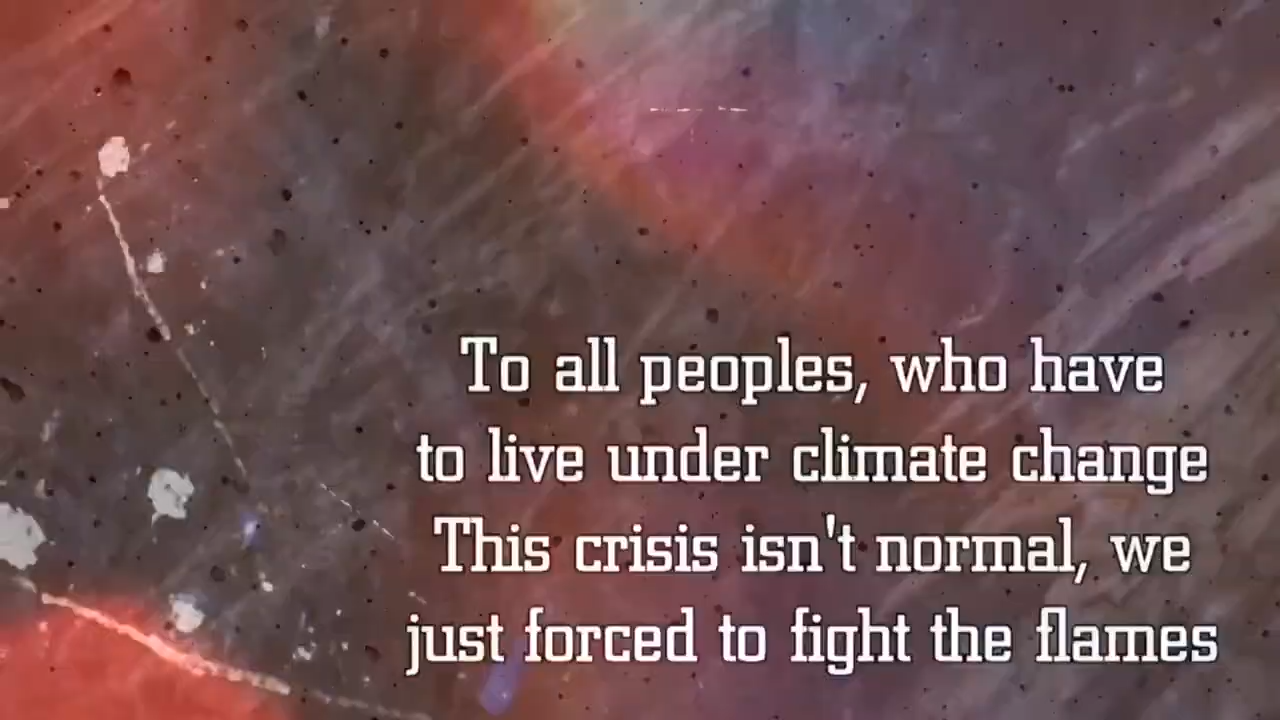 To all peoples, who have
to live under climate change
This crisis isn't normal, we
just forced to fight the flames